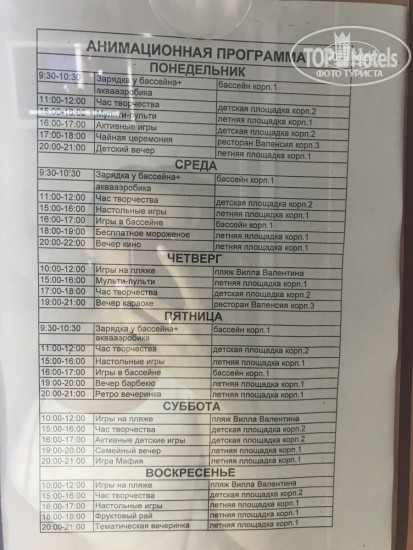 TOPHotels
ФОТО ТУРИСТА
АНИМАЦИОННАЯ ПРОГРАММА
ПОНЕДЕЛЬНИК
9:30-10:30 Зарядка у бассейна+ бассейн корп.1
аквааэробика
11:00-12:00 Час творчества детская площадка корп.2
15:00-16:00 Мульти-пульти летняя площадка корп.1
16:00-17:00 Активные игры летняя площадка корп.1
17:00-18:00 Чайная церемония ресторан Валенсия корп.3
20:00-21:00 Детский вечер летняя площадка корп.1
СРЕДА
9:30-10:30 Зарядка у бассейна+ бассейн корп.1
аквааэробика
11:00-12:00 Час творчества детская площадка корп.2
15:00-16:00 Настольные игры летняя площадка корп.1
16:00-17:00 Игры в бассейне бассейн корп.1
18:00-19:00 Бесплатное мороженое летняя площадка корп.1
20:00-22:00 Вечер кино летняя площадка корп.1
ЧЕТВЕРГ
10:00-12:00 Игры на пляже пляж Вилла Валентина
15:00-16:00 Мульти-пульти летняя площадка корп.1
17:00-18:00 Час творчества детская площадка корп.2
19:00-21:00 Вечер караоке ресторан Валенсия корп.3
ПЯТНИЦА
9:30-10:30 Зарядка у бассейна+ бассейн корп.1
аквааэробика
11:00-12:00 Час творчества детская площадка корп.2
15:00-16:00 Настольные игры летняя площадка корп.1
16:00-17:00 Игры в бассейне бассейн корп.1
19:00-20:00 Вечер барбекю летняя площадка корп.1
20:00-21:00 Ретро вечеринка летняя площадка корп.1
СУББОТА
10:00-12:00 Игры на пляже пляж Вилла Валентина
15:00-16:00 Час творчества детская площадка корп.2
16:00-17:00 Активные детские игры детская площадка корп.2
19:00-20:00 Семейный вечер летняя площадка корп.1
20:00-21:00 Игра Мафия летняя площадка корп.1
ВОСКРЕСЕНЬЕ
10:00-12:00 Игры на пляже пляж Вилла Валентина
15:00-16:00 Час творчества детская площадка корп.2
16:00-17:00 Настольные игры летняя площадка корп.1
18:00-19:00 Фруктовый рай летняя площадка корп.1
20:00-21:00 Тематическая вечеринка летняя площадка корп.1